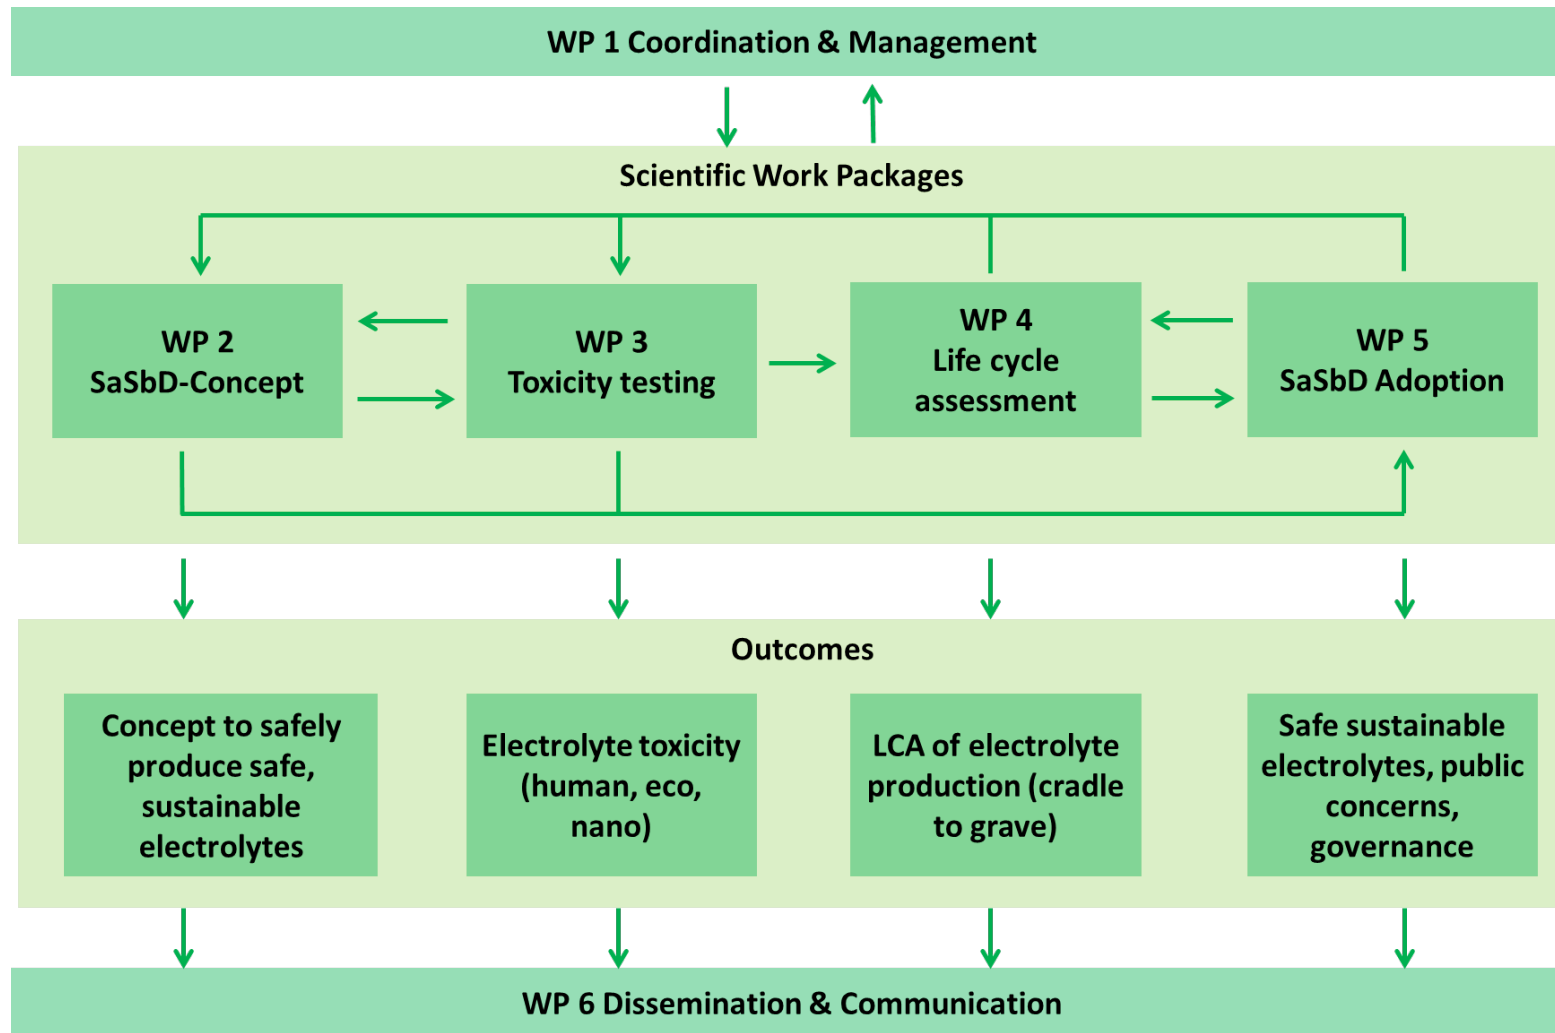 WP 1 Coordination & Management
Scientific Work Packages
WP 2
SaSbD-Concept
WP 3
Toxicity testing
WP 4
Life cycle
assessment
WP 5
SaSbD Adoption
Outcomes
Concept to safely
produce safe,
sustainable
electrolytes
Electrolyte toxicity
(human, eco,
nano)
LCA of electrolyte
production (cradle
to grave)
Safe sustainable
electrolytes, public
concerns,
governance
WP 6 Dissemination & Communication